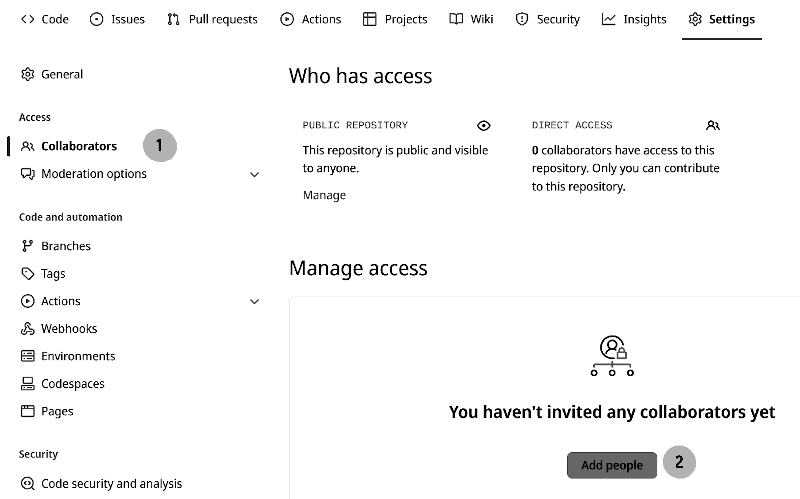 Code Issues Pull requests Actions Projects Wiki Security Insights Settings
General
Access
Collaborators 1
Moderation options
Code and automation
Branches
Tags
Actions
Webhooks
Environments
Codespaces
Pages
Security
Code security and analysis
Who has access
PUBLIC REPOSITORY
This repository is public and visible
to anyone.
Manage
DIRECT ACCESS
0 collaborators have access to this
repository. Only you can contribute
to this repository.
Manage access
You haven't invited any collaborators yet
Add people 2